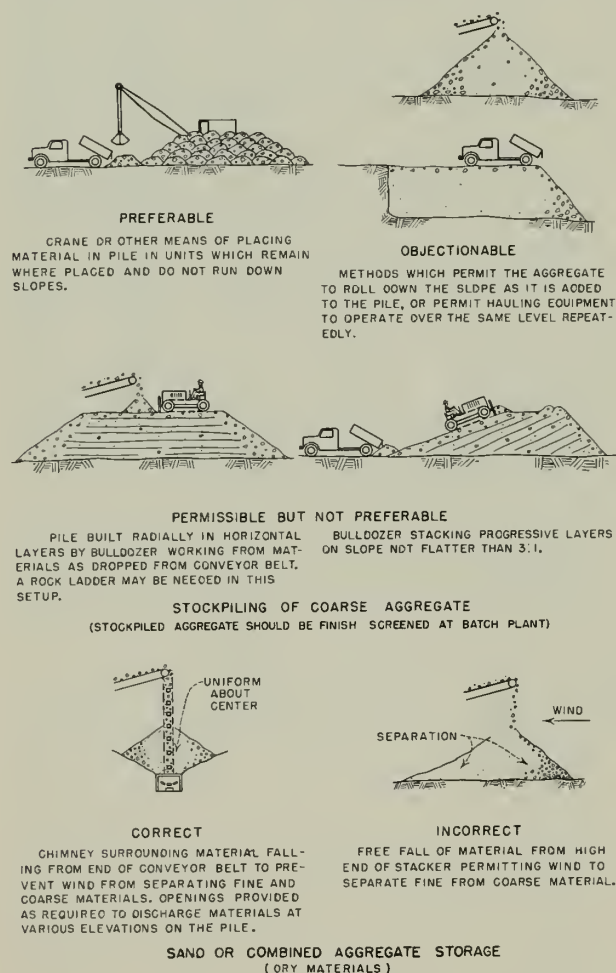 PREFERABLE
CRANE OR OTHER MEANS OF PLACING
MATERIAL IN PILE IN UNITS WHICH REMAIN
WHERE PLACED AND DO NOT RUN DOWN
SLOPES.
OBJECTIONABLE
METHODS WHICH PERMIT THE AGGREGATE
TO ROLL DOWN THE SLOPE AS IT IS ADDED
TO THE PILE, OR PERMIT HAULING EQUIPMENT
TO OPERATE OVER THE SAME LEVEL REPEAT-
EDLY.
PERMISSIBLE BUT NOT PREFERABLE
PILE BUILT RADIALLY IN HORIZONTAL
LAYERS BY BULLDOZER WORKING FROM MAT-
ERIALS AS DROPPED FROM CONVEYOR BELT.
A ROCK LADDER MAY BE NEEDED IN THIS
SETUP.
BULLDOZER STACKING PROGRESSIVE LAYERS
ON SLOPE NOT FLATTER THAN 3:1.
STOCKPILING OF COARSE AGGREGATE
(STOCKPILED AGGREGATE SHOULD BE FINISH SCREENED AT BATCH PLANT)
UNIFORM
ABOUT
CENTER
WIND
SEPARATION
CORRECT
CHIMNEY SURROUNDING MATERIAL FALL-
ING FROM END OF CONVEYOR BELT TO PRE-
VENT WIND FROM SEPARATING FINE AND
COARSE MATERIALS. OPENINGS PROVIDED
AS REQUIRED TO DISCHARGE MATERIALS AT
VARIOUS ELEVATIONS ON THE PILE.
INCORRECT
FREE FALL OF MATERIAL FROM HIGH
END OF STACKER PERMITTING WIND TO
SEPARATE FINE FROM COARSE MATERIAL.
SAND OR COMBINED AGGREGATE STORAGE
(DRY MATERIALS)